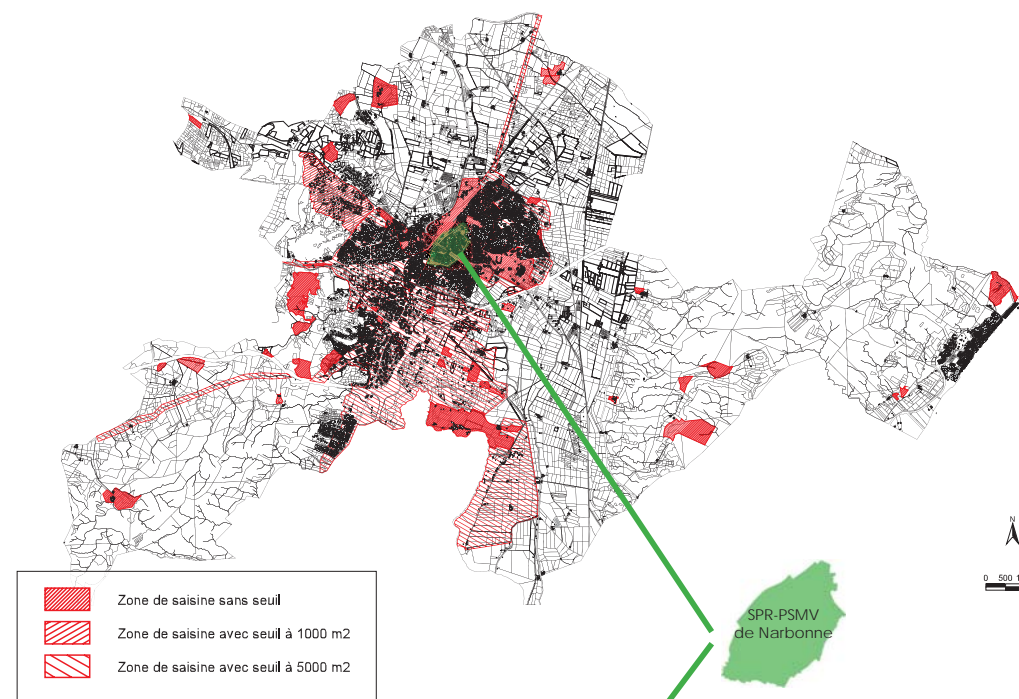 N
0 500 1
SPR-PSMV
de Narbonne
Zone de saisine sans seuil
Zone de saisine avec seuil à 1000 m2
Zone de saisine avec seuil à 5000 m2